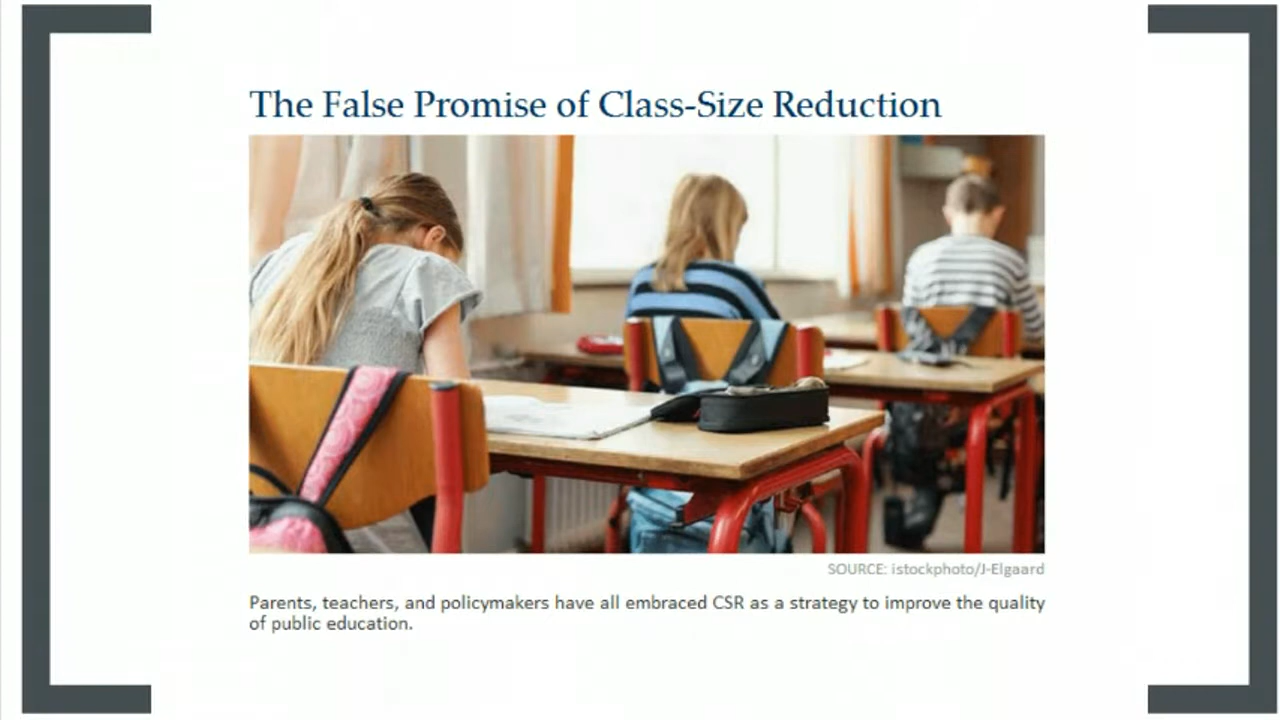 The False Promise of Class-Size Reduction
SOURCE: istockphoto/J-Elgaard
Parents, teachers, and policymakers have all embraced CSR as a strategy to improve the quality
of public education.